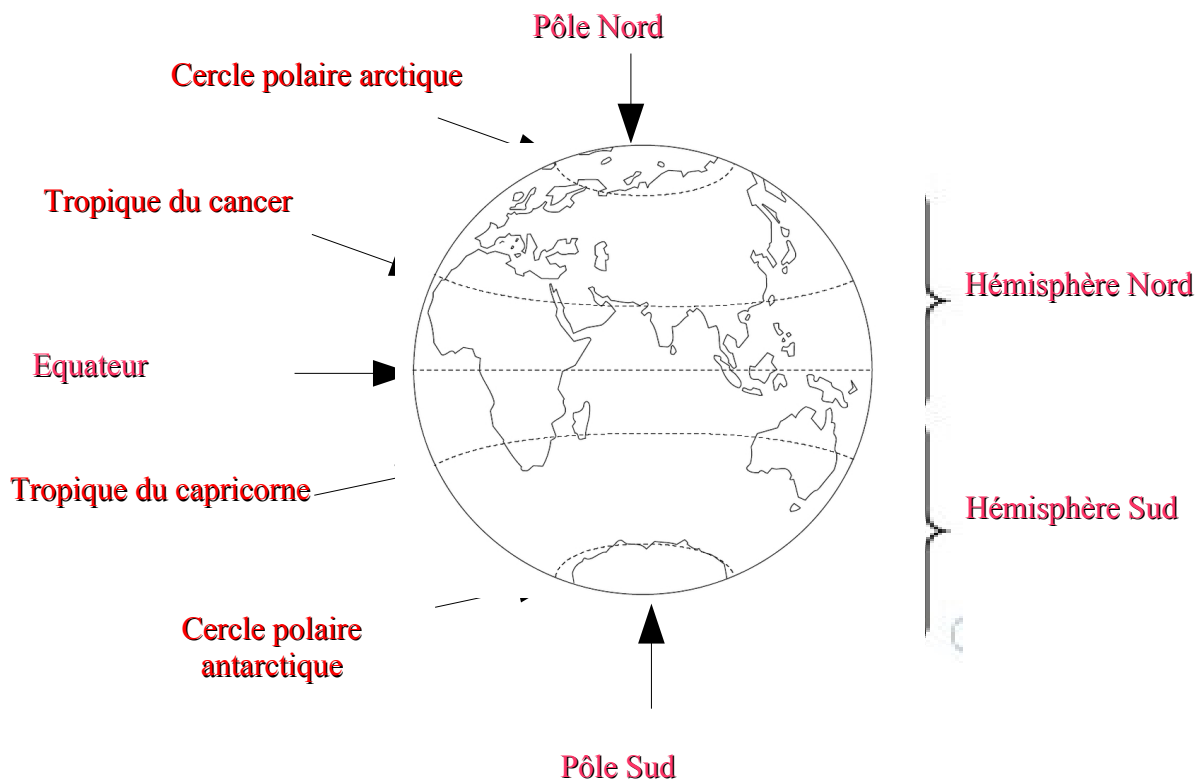 Pôle Nord
Cercle polaire arctique
Tropique du cancer
Hémisphère Nord
Equateur
Tropique du capricorne
Hémisphère Sud
Cercle polaire
antarctique
Pôle Sud